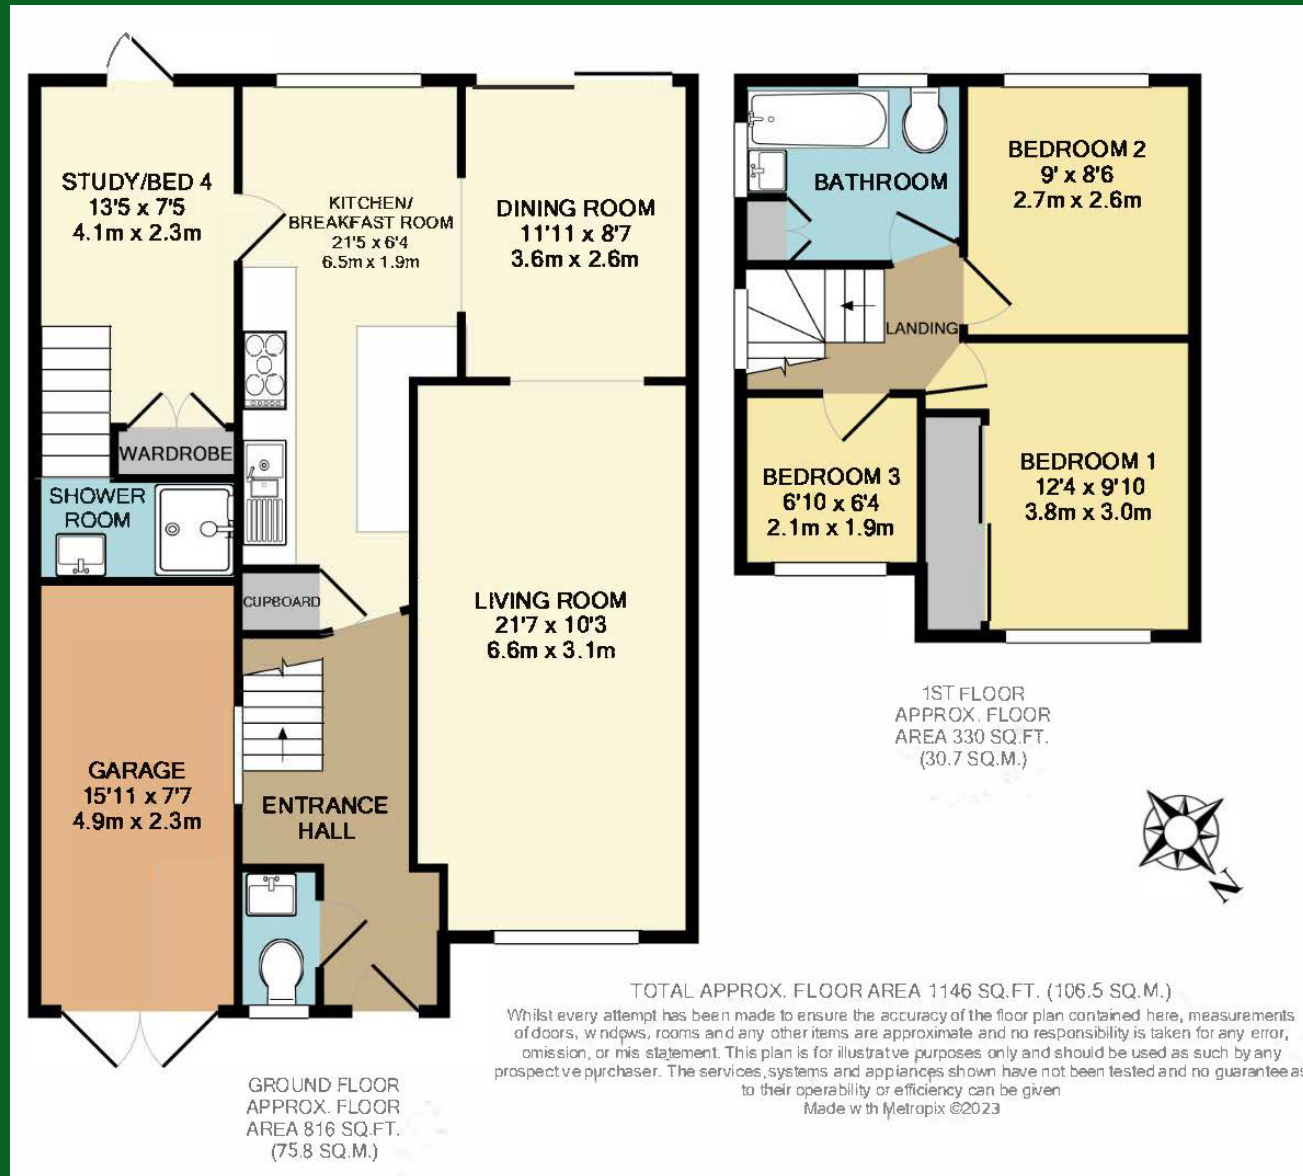 STUDY/BED 4
13'5 x 7'5
4.1m x 2.3m
KITCHEN/
BREAKFAST ROOM
21'5 x 6'4
6.5m x 1.9m
DINING ROOM
11'11 x 8'7
3.6m x 2.6m
WARDROBE
SHOWER
ROOM
CUPBOARD
LIVING ROOM
21'7 x 10'3
6.6m x 3.1m
GARAGE
15'11 x 7'7
4.9m x 2.3m
ENTRANCE
HALL
GROUND FLOOR
APPROX. FLOOR
AREA 816 SQ.FT.
(75.8 SQ.M.)
BATHROOM
BEDROOM 2
9' x 8'6
2.7m x 2.6m
LANDING
BEDROOM 3
6'10 x 6'4
2.1m x 1.9m
BEDROOM 1
12'4 x 9'10
3.8m x 3.0m
1ST FLOOR
APPROX. FLOOR
AREA 330 SQ.FT.
(30.7 SQ.M.)
N
TOTAL APPROX. FLOOR AREA 1146 SQ.FT. (106.5 SQ.M.)
Whilst every attempt has been made to ensure the accuracy of the floor plan contained here, measurements
of doors, windows, rooms and any other items are approximate and no responsibility is taken for any error,
omission, or mis statement. This plan is for illustrative purposes only and should be used as such by any
prospective purchaser. The services, systems and appliances shown have not been tested and no guarantee as
to their operability or efficiency can be given
Made with Metropix ©2023